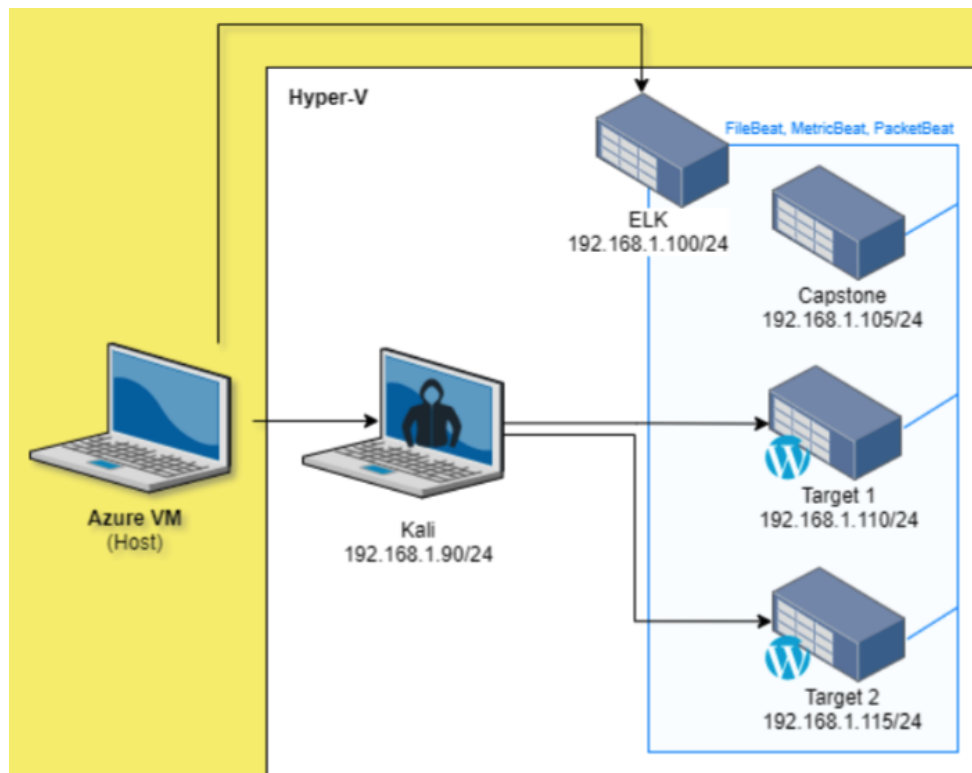 Hyper-V
FileBeat, MetricBeat, PacketBeat
ELK
192.168.1.100/24
Capstone
192.168.1.105/24
Azure VM
(Host)
Kali
192.168.1.90/24
Target 1
192.168.1.110/24
Target 2
192.168.1.115/24